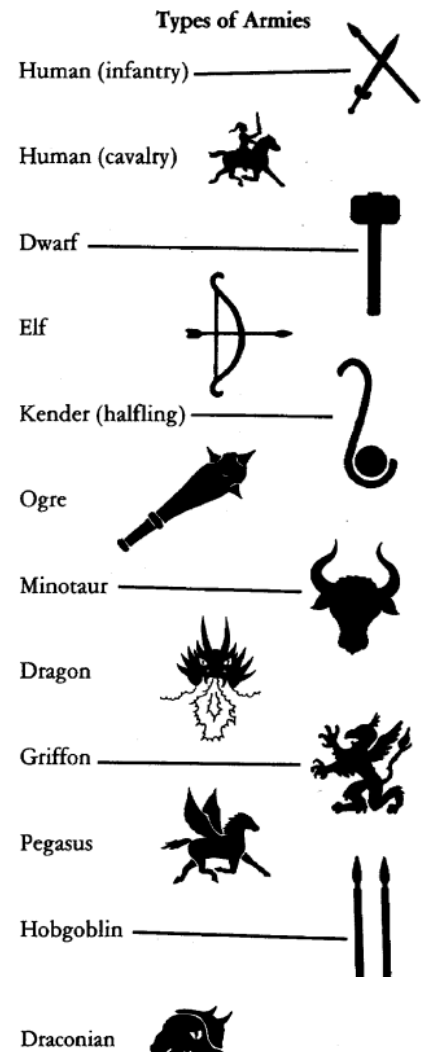 Types of Armies
Human (infantry)
Human (cavalry)
Dwarf
Elf
Kender (halfling)
Ogre
Minotaur
Dragon
Griffon
Pegasus
Hobgoblin
Draconian